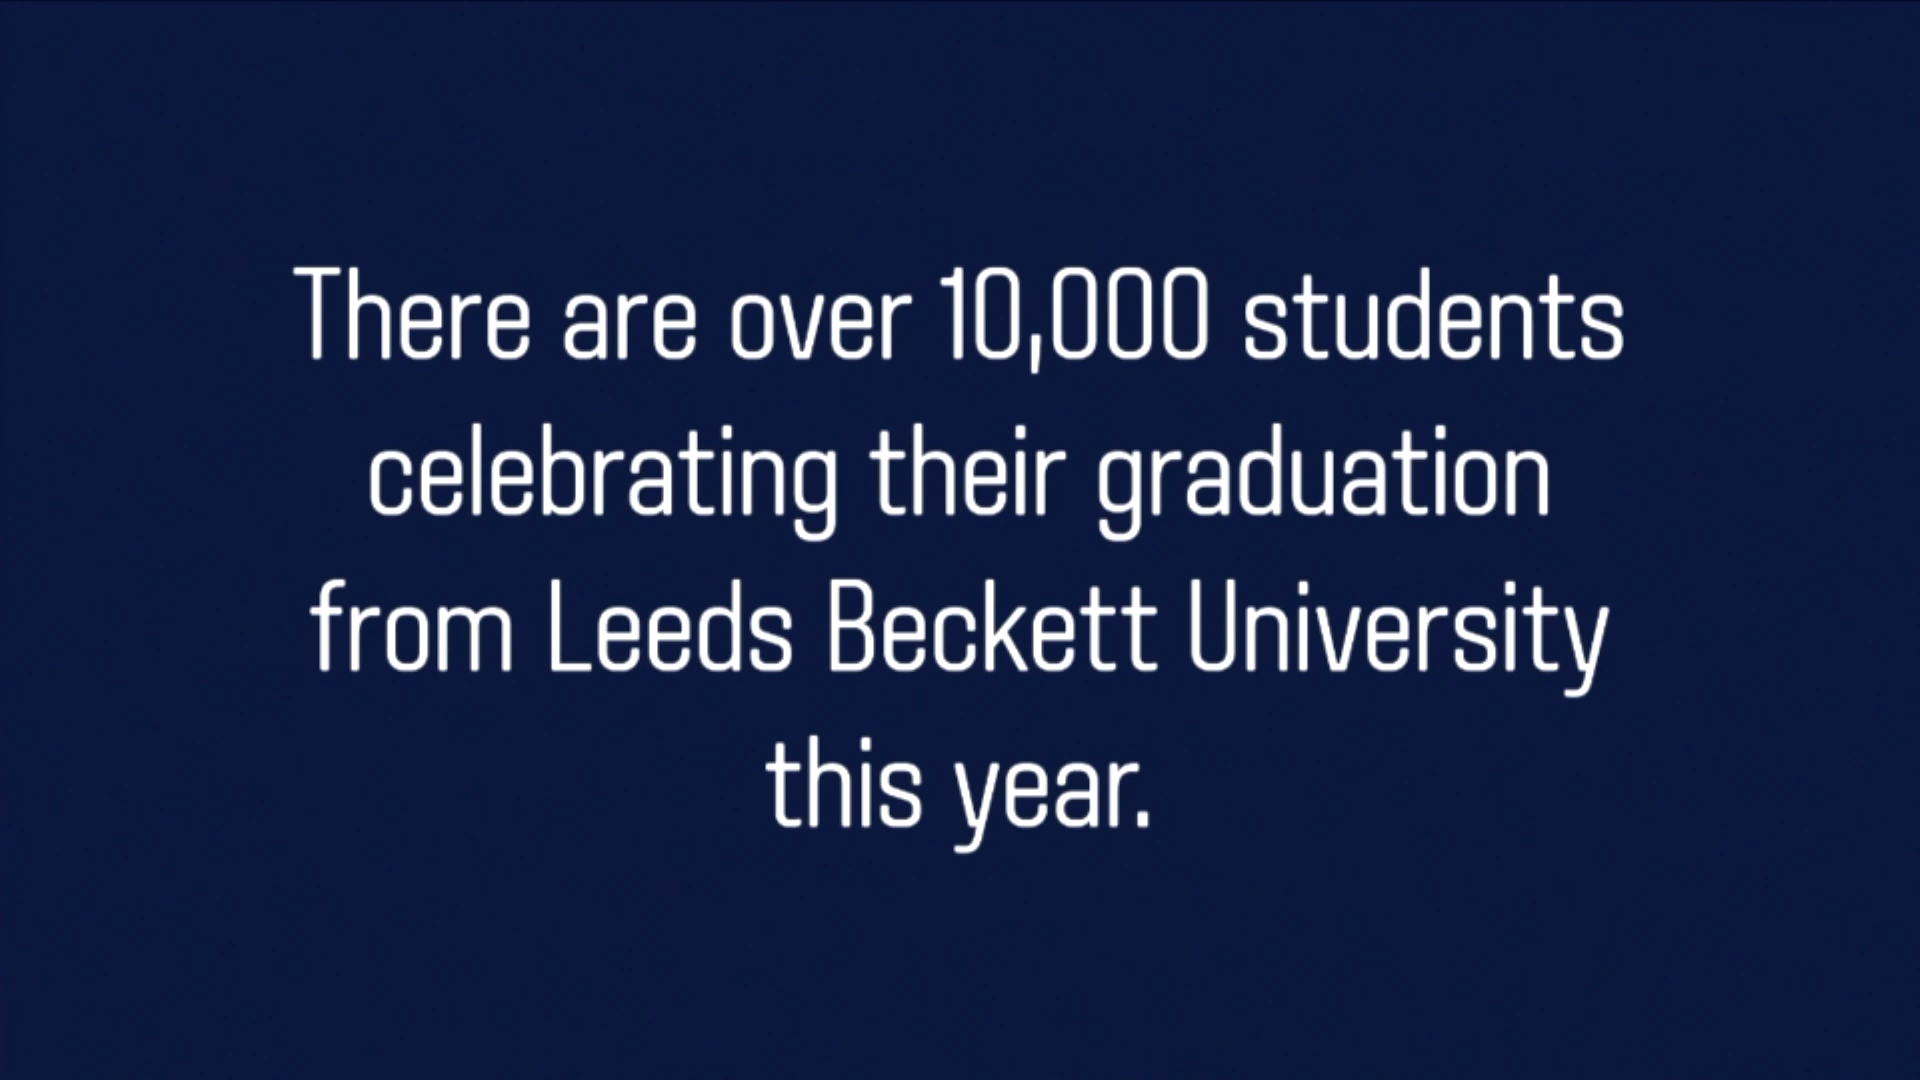 There are over 10,000 students
celebrating their graduation
from Leeds Beckett University
this year.